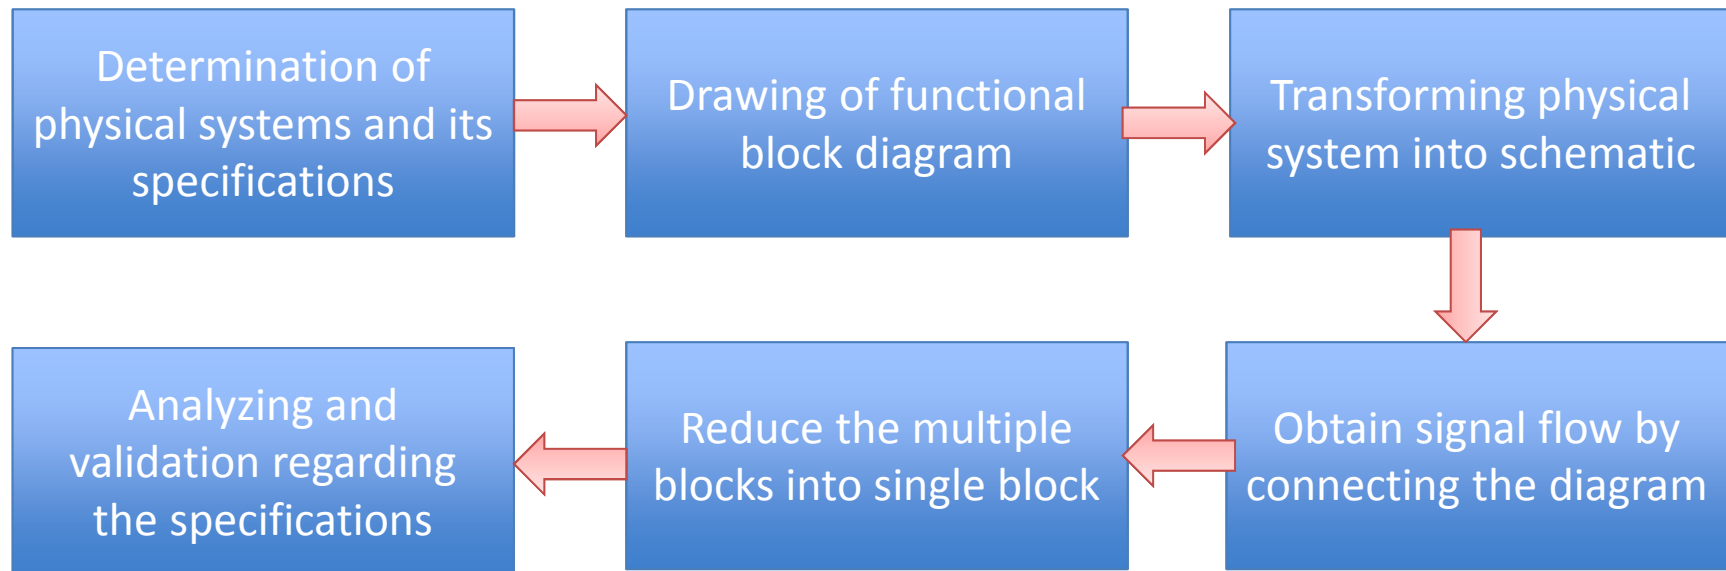 Determination of
physical systems and its
specifications
Drawing of functional
block diagram
Transforming physical
system into schematic
Obtain signal flow by
connecting the diagram
Reduce the multiple
blocks into single block
Analyzing and
validation regarding
the specifications